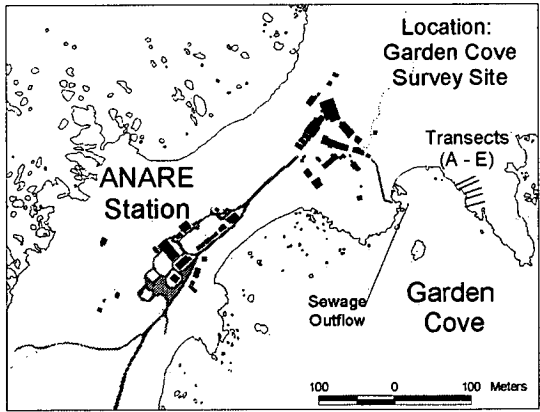 Location:
Garden Cove
Survey Site
Transects
(A - E)
ANARE
Station
Sewage
Outflow
Garden
Cove
100 0 100 Meters